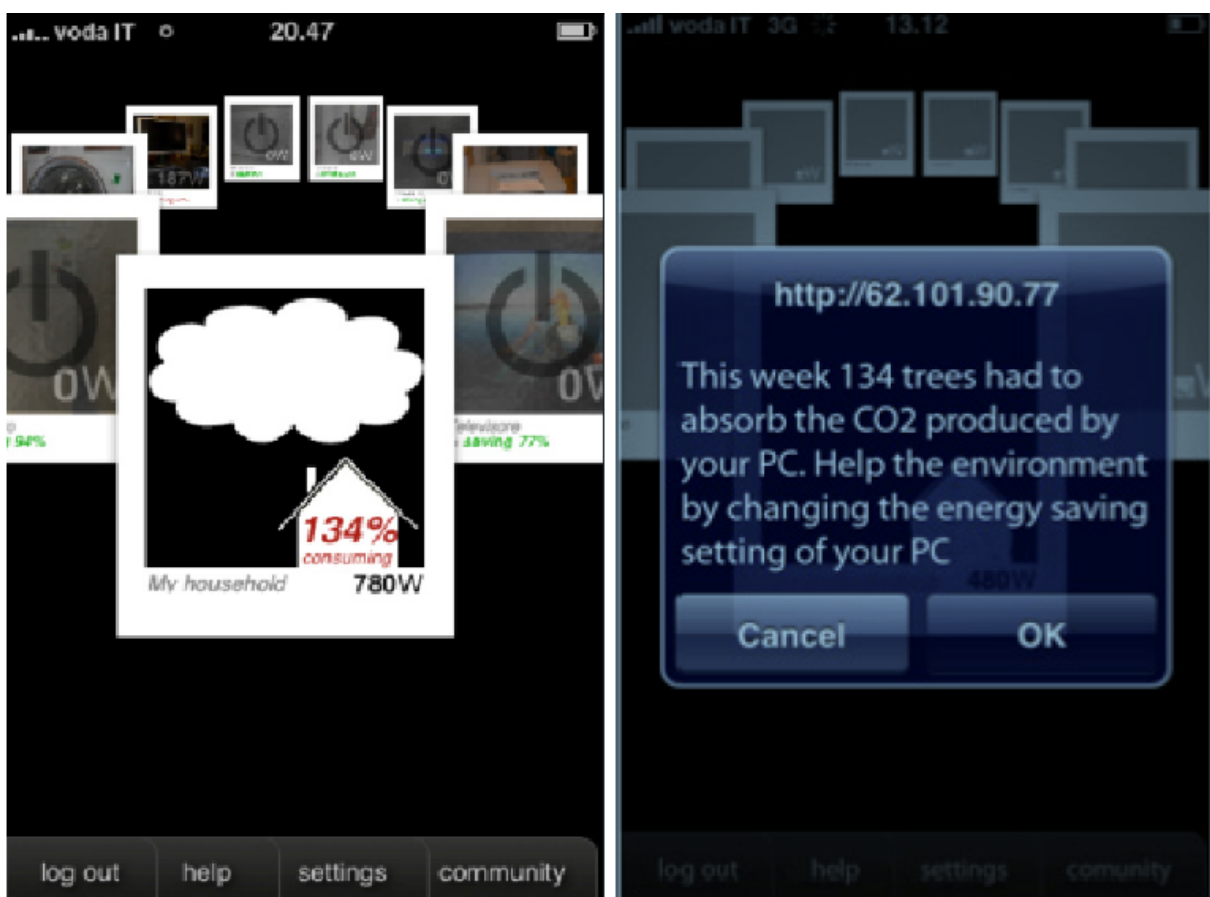 voda IT
20.47
187W
0W
0W
0W
0W
94%
Televisore
saving 77%
134%
consuming
My household
780W
log out
help
settings
community
voda IT 3G
13.12
http://62.101.90.77
This week 134 trees had to
absorb the CO2 produced by
your PC. Help the environment
by changing the energy saving
setting of your PC
480W
Cancel
OK
log out
help
settings
comunity